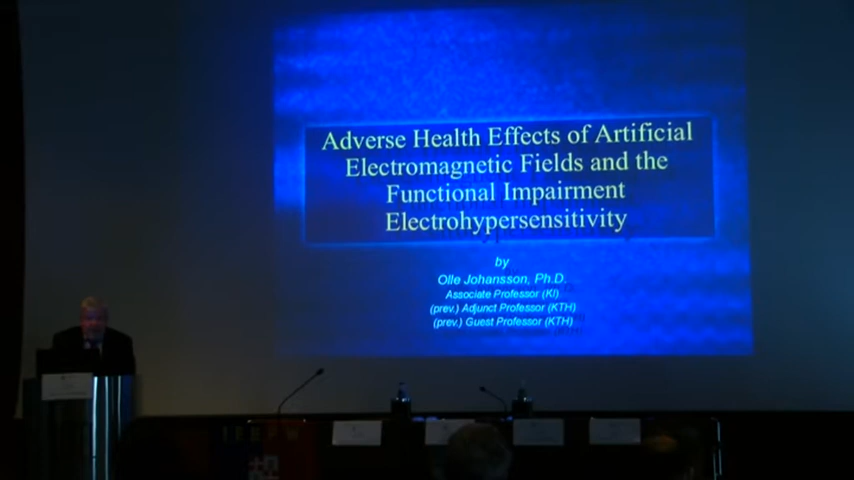 Adverse Health Effects of Artificial
Electromagnetic Fields and the
Functional Impairment
Electrohypersensitivity
by
Olle Johansson, Ph.D.
Associate Professor (KI)
(prev.) Adjunct Professor (KTH)
(prev.) Guest Professor (KTH)